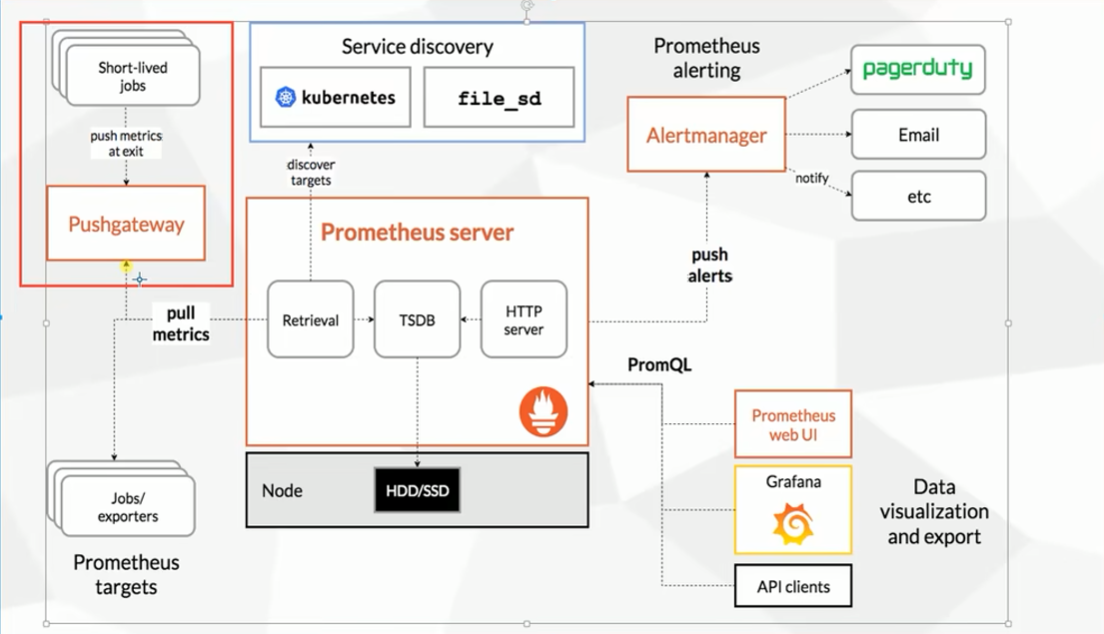 Short-lived
jobs
push metrics
at exit
Pushgateway
Service discovery
kubernetes
file_sd
discover
targets
Prometheus
alerting
Alertmanager
pagerduty
Email
notify
etc
Prometheus server
Retrieval
TSDB
HTTP
server
pull
metrics
push
alerts
PromQL
Node
HDD/SSD
Jobs/
exporters
Prometheus
targets
Prometheus
web UI
Grafana
API clients
Data
visualization
and export